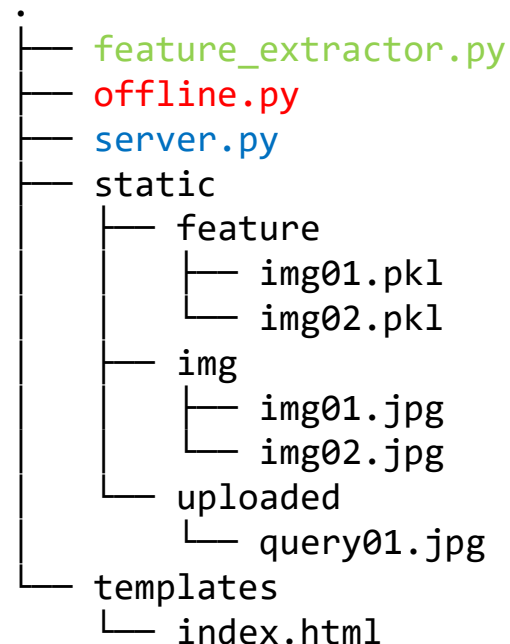 .
├── feature_extractor.py
├── offline.py
├── server.py
├── static
│   ├── feature
│   │   ├── img01.pkl
│   │   └── img02.pkl
│   ├── img
│   │   ├── img01.jpg
│   │   └── img02.jpg
│   └── uploaded
│       └── query01.jpg
└── templates
    └── index.html